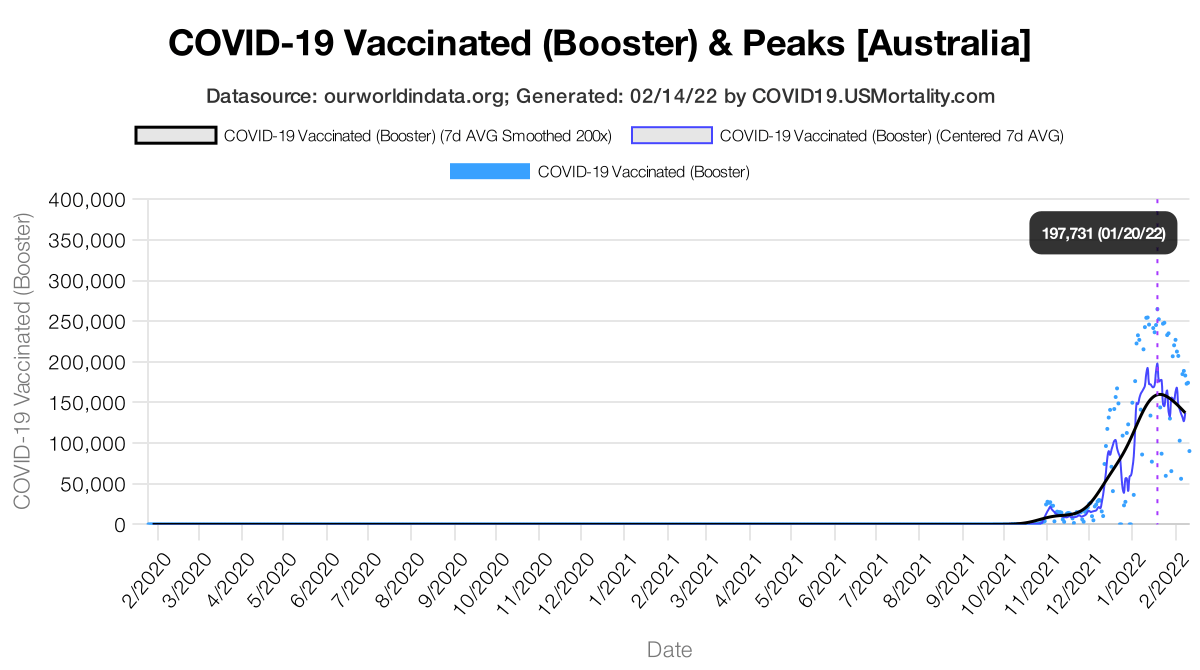 COVID-19 Vaccinated (Booster) & Peaks [Australia]
Datasource: ourworldindata.org; Generated: 02/14/22 by COVID19.USMortality.com
COVID-19 Vaccinated (Booster) (7d AVG Smoothed 200x) COVID-19 Vaccinated (Booster) (Centered 7d AVG)
COVID-19 Vaccinated (Booster)
COVID-19 Vaccinated (Booster)
400,000
350,000
300,000
250,000
200,000
150,000
100,000
50,000
0
197,731 (01/20/22)
2/2020 3/2020 4/2020 5/2020 6/2020 7/2020 8/2020 9/2020 10/2020 11/2020 12/2020 1/2021 2/2021 3/2021 4/2021 5/2021 6/2021 7/2021 8/2021 9/2021 10/2021 11/2021 12/2021 1/2022 2/2022
Date